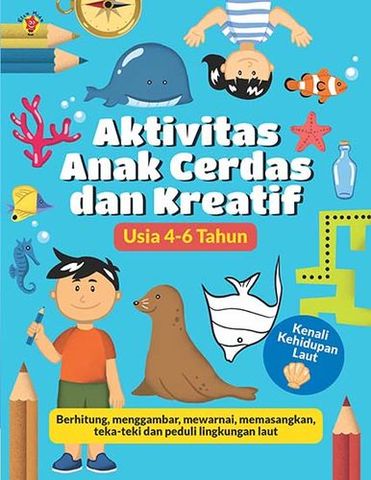 Aktivitas
Anak Cerdas
dan Kreatif
Usia 4-6 Tahun
Kenali
Kehidupan
Laut
Berhitung, menggambar, mewarnai, memasangkan,
teka-teki dan peduli lingkungan laut